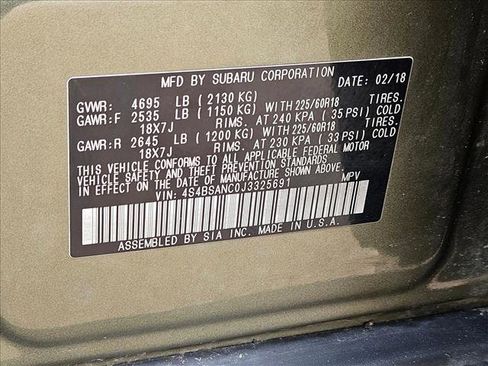 MFD BY SUBARU CORPORATION DATE: 02/18
GVWR: 4695 LB ( 2130 KG)
GAWR:F 2535 LB ( 1150 KG) WITH 225/60R18 TIRES.
18X7J RIMS. AT 240 KPA ( 35 PSI) COLD
GAWR:R 2645 LB ( 1200 KG) WITH 225/60R18 TIRES.
18X7J RIMS. AT 230 KPA ( 33 PSI) COLD
THIS VEHICLE CONFORMS TO ALL APPLICABLE FEDERAL MOTOR
VEHICLE SAFETY AND THEFT PREVENTION STANDARDS
IN EFFECT ON THE DATE OF MANUFACTURE SHOWN ABOVE.
VIN: 4S4BSANC0J3325691 MPV
ASSEMBLED BY SIA INC. MADE IN U.S.A.